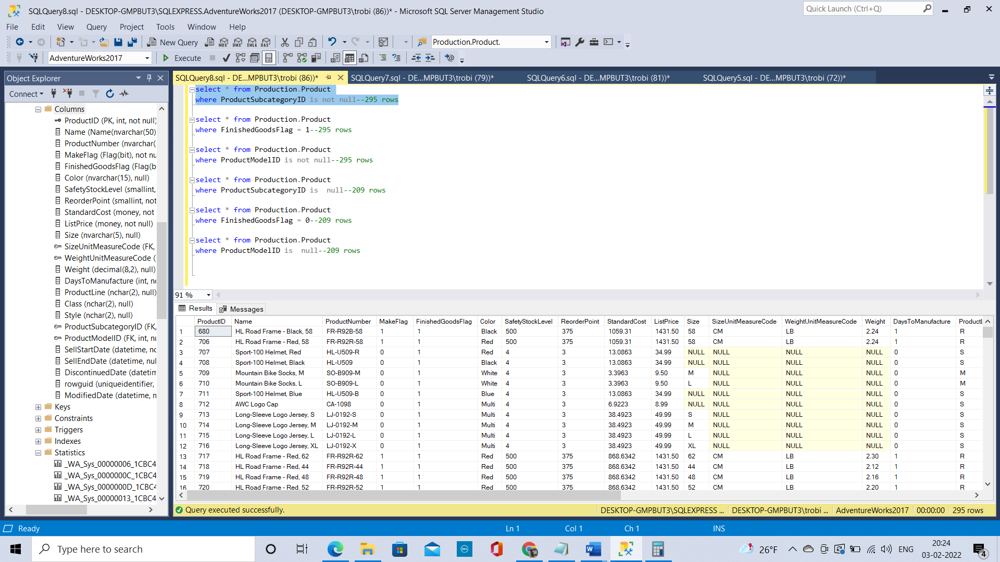 SQLQuery8.sql - DESKTOP-GMPBUT3\SQLEXPRESS.AdventureWorks2017 (DESKTOP-GMPBUT3\trobi (86))* - Microsoft SQL Server Management Studio
Quick Launch (Ctrl+Q)
File Edit View Query Project Tools Window Help
New Query MDX DMX XMLA DAX Production.Product.
AdventureWorks2017 Execute
Object Explorer
Connect
Columns
ProductID (PK, int, not null)
Name (Name(nvarchar(50)
ProductNumber (nvarchar(
MakeFlag (Flag(bit), not nu
FinishedGoodsFlag (Flag(b
Color (nvarchar(15), null)
SafetyStockLevel (smallint,
ReorderPoint (smallint, not
StandardCost (money, not
ListPrice (money, not null)
Size (nvarchar(5), null)
SizeUnitMeasureCode (FK,
WeightUnitMeasureCode (
Weight (decimal(8,2), null)
DaysToManufacture (int, no
ProductLine (nchar(2), null)
Class (nchar(2), null)
Style (nchar(2), null)
ProductSubcategoryID (FK,
ProductModelID (FK, int, nu
SellStartDate (datetime, no
SellEndDate (datetime, nul
DiscontinuedDate (datetim
rowguid (uniqueidentifier,
ModifiedDate (datetime, n
Keys
Constraints
Triggers
Indexes
Statistics
_WA_Sys_00000006_1CBC4
_WA_Sys_0000000C_1CBC4
_WA_Sys_0000000D_1CBC4
_WA_Sys_00000013_1CBC4
SQLQuery8.sql - DE...MPBUT3\trobi (86))* SQLQuery7.sql - DE...MPBUT3\trobi (79))* SQLQuery6.sql - DE...MPBUT3\trobi (81))* SQLQuery5.sql - DE...MPBUT3\trobi (72))*
select * from Production.Product
where ProductSubcategoryID is not null--295 rows
select * from Production.Product
where FinishedGoodsFlag = 1--295 rows
select * from Production.Product
where ProductModelID is not null--295 rows
select * from Production.Product
where ProductSubcategoryID is  null--209 rows
select * from Production.Product
where FinishedGoodsFlag = 0--209 rows
select * from Production.Product
where ProductModelID is  null--209 rows
91 %
Results Messages
ProductID Name ProductNumber MakeFlag FinishedGoodsFlag Color SafetyStockLevel ReorderPoint StandardCost ListPrice Size SizeUnitMeasureCode WeightUnitMeasureCode Weight DaysToManufacture ProductL
1 680 HL Road Frame - Black, 58 FR-R92B-58 1 1 Black 500 375 1059.31 1431.50 58 CM LB 2.24 1 R
2 706 HL Road Frame - Red, 58 FR-R92R-58 1 1 Red 500 375 1059.31 1431.50 58 CM LB 2.24 1 R
3 707 Sport-100 Helmet, Red HL-U509-R 0 1 Red 4 3 13.0863 34.99 NULL NULL NULL NULL 0 S
4 708 Sport-100 Helmet, Black HL-U509 0 1 Black 4 3 13.0863 34.99 NULL NULL NULL NULL 0 S
5 709 Mountain Bike Socks, M SO-B909-M 0 1 White 4 3 3.3963 9.50 M NULL NULL NULL 0 M
6 710 Mountain Bike Socks, L SO-B909-L 0 1 White 4 3 3.3963 9.50 L NULL NULL NULL 0 M
7 711 Sport-100 Helmet, Blue HL-U509-B 0 1 Blue 4 3 13.0863 34.99 NULL NULL NULL NULL 0 S
8 712 AWC Logo Cap CA-1098 0 1 Multi 4 3 6.9223 8.99 NULL NULL NULL NULL 0 S
9 713 Long-Sleeve Logo Jersey, S LJ-0192-S 0 1 Multi 4 3 38.4923 49.99 S NULL NULL NULL 0 S
10 714 Long-Sleeve Logo Jersey, M LJ-0192-M 0 1 Multi 4 3 38.4923 49.99 M NULL NULL NULL 0 S
11 715 Long-Sleeve Logo Jersey, L LJ-0192-L 0 1 Multi 4 3 38.4923 49.99 L NULL NULL NULL 0 S
12 716 Long-Sleeve Logo Jersey, XL LJ-0192-X 0 1 Multi 4 3 38.4923 49.99 XL NULL NULL NULL 0 S
13 717 HL Road Frame - Red, 62 FR-R92R-62 1 1 Red 500 375 868.6342 1431.50 62 CM LB 2.30 1 R
14 718 HL Road Frame - Red, 44 FR-R92R-44 1 1 Red 500 375 868.6342 1431.50 44 CM LB 2.12 1 R
15 719 HL Road Frame - Red, 48 FR-R92R-48 1 1 Red 500 375 868.6342 1431.50 48 CM LB 2.16 1 R
16 720 HL Road Frame - Red, 52 FR-R92R-52 1 1 Red 500 375 868.6342 1431.50 52 CM LB 2.20 1 R
Query executed successfully. DESKTOP-GMPBUT3\SQLEXPRESS ... DESKTOP-GMPBUT3\trobi ... AdventureWorks2017 00:00:00 295 rows
Ready Ln 1 Col 1 Ch 1 INS
Type here to search
26°F ENG
20:24
03-02-2022
4